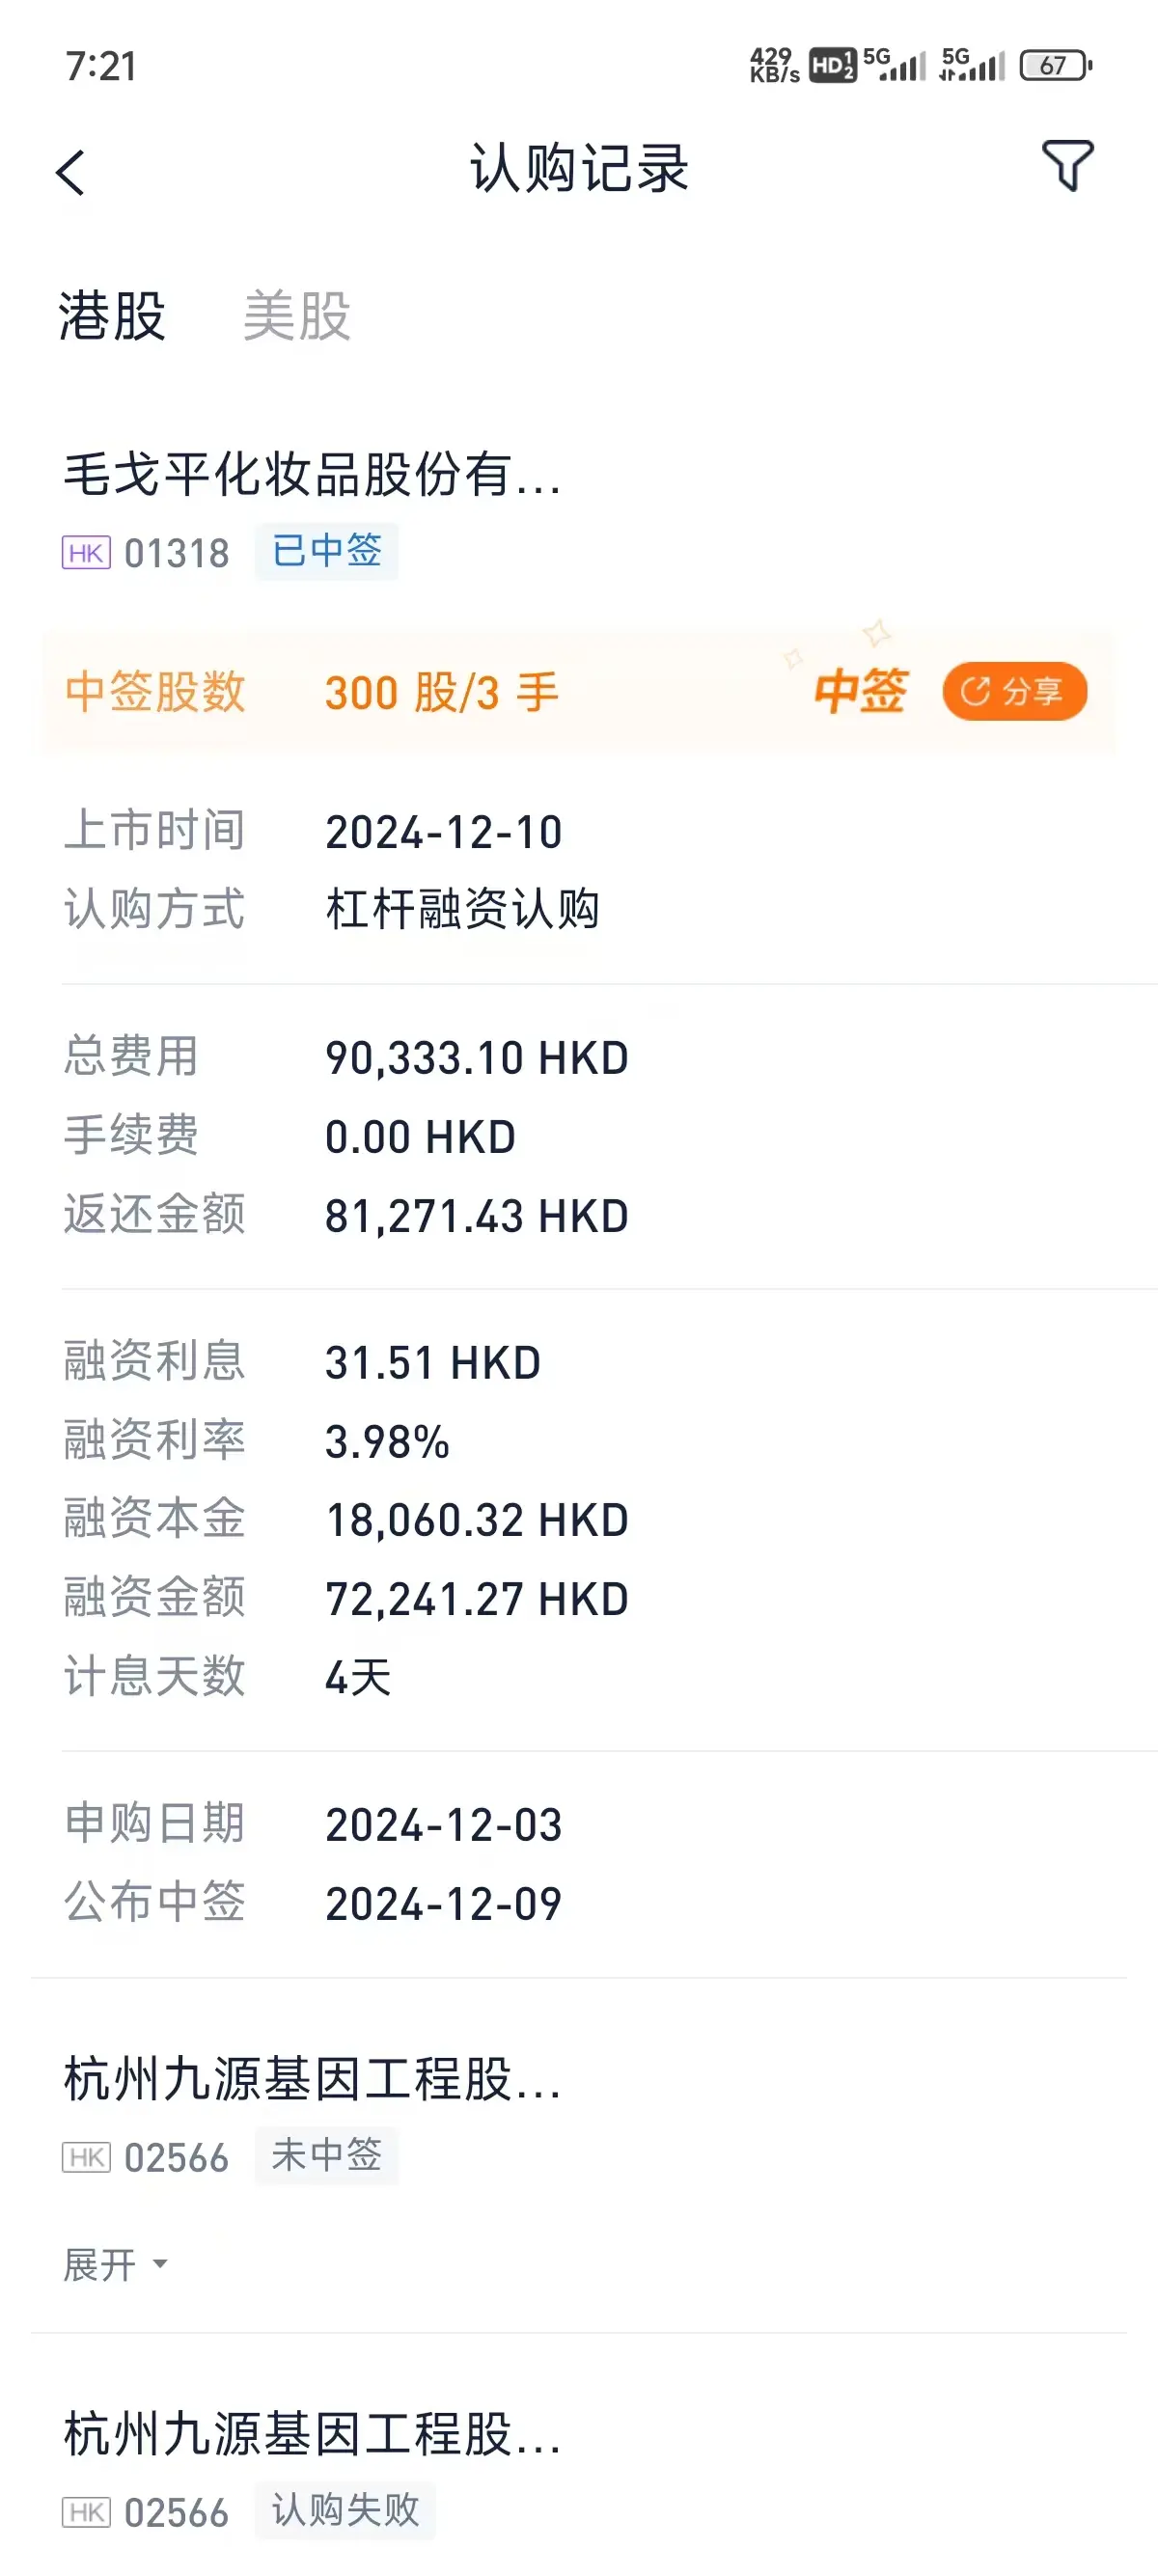 7:21 429 KB/s HD 1 2 5G 5G 67
认购记录
港股 美股
毛戈平化妆品股份有...
HK 01318 已中签
中签股数 300 股/3 手 中签 分享
上市时间 2024-12-10
认购方式 杠杆融资认购
总费用 90,333.10 HKD
手续费 0.00 HKD
返还金额 81,271.43 HKD
融资利息 31.51 HKD
融资利率 3.98%
融资本金 18,060.32 HKD
融资金额 72,241.27 HKD
计息天数 4天
申购日期 2024-12-03
公布中签 2024-12-09
杭州九源基因工程股...
HK 02566 未中签
展开
杭州九源基因工程股...
HK 02566 认购失败